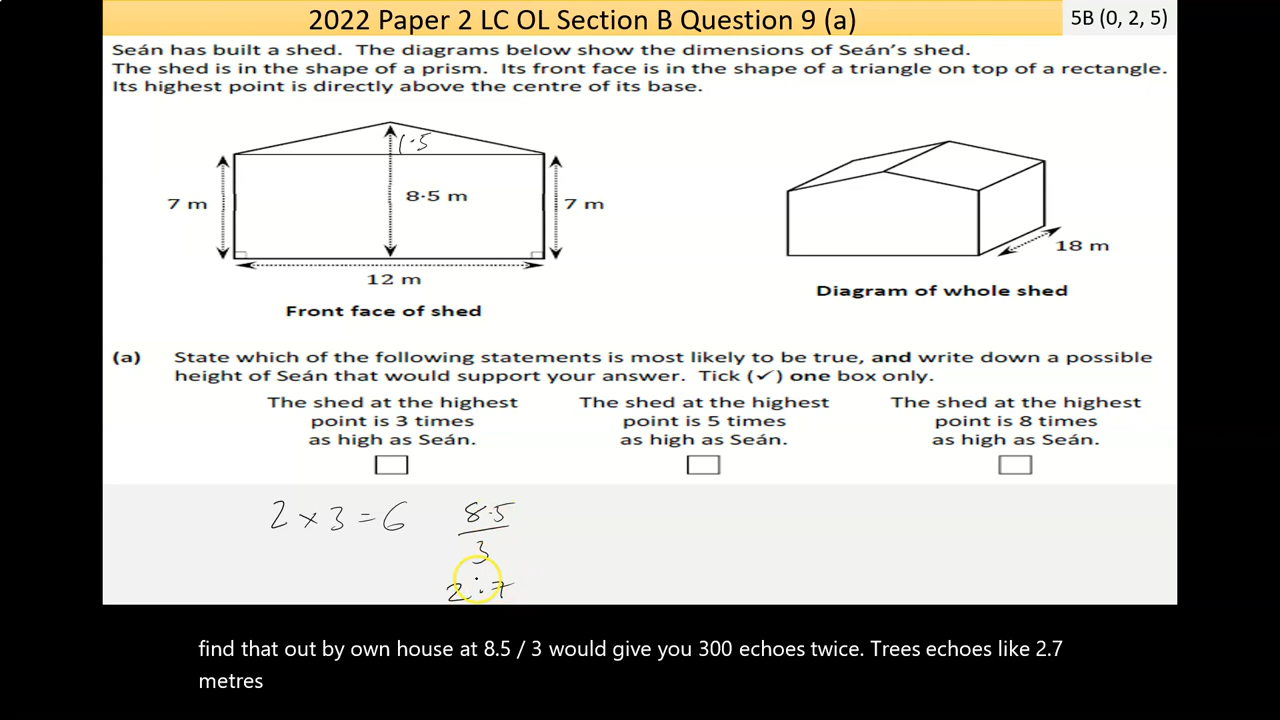 2022 Paper 2 LC OL Section B Question 9 (a)
5B (0, 2, 5)
Seán has built a shed. The diagrams below show the dimensions of Seán's shed.
The shed is in the shape of a prism. Its front face is in the shape of a triangle on top of a rectangle.
Its highest point is directly above the centre of its base.
1.5
7 m
8·5 m
7 m
12 m
Front face of shed
18 m
Diagram of whole shed
(a) State which of the following statements is most likely to be true, and write down a possible
height of Seán that would support your answer. Tick (✓) one box only.
The shed at the highest
point is 3 times
as high as Seán.
The shed at the highest
point is 5 times
as high as Seán.
The shed at the highest
point is 8 times
as high as Seán.
2 × 3 = 6
8.5
3
2.7
find that out by own house at 8.5 / 3 would give you 300 echoes twice. Trees echoes like 2.7
metres